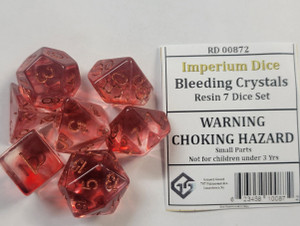 RD 00872
Imperium Dice
Bleeding Crystals
Resin 7 Dice Set
WARNING
CHOKING HAZARD
Small Parts
Not for children under 3 Yrs